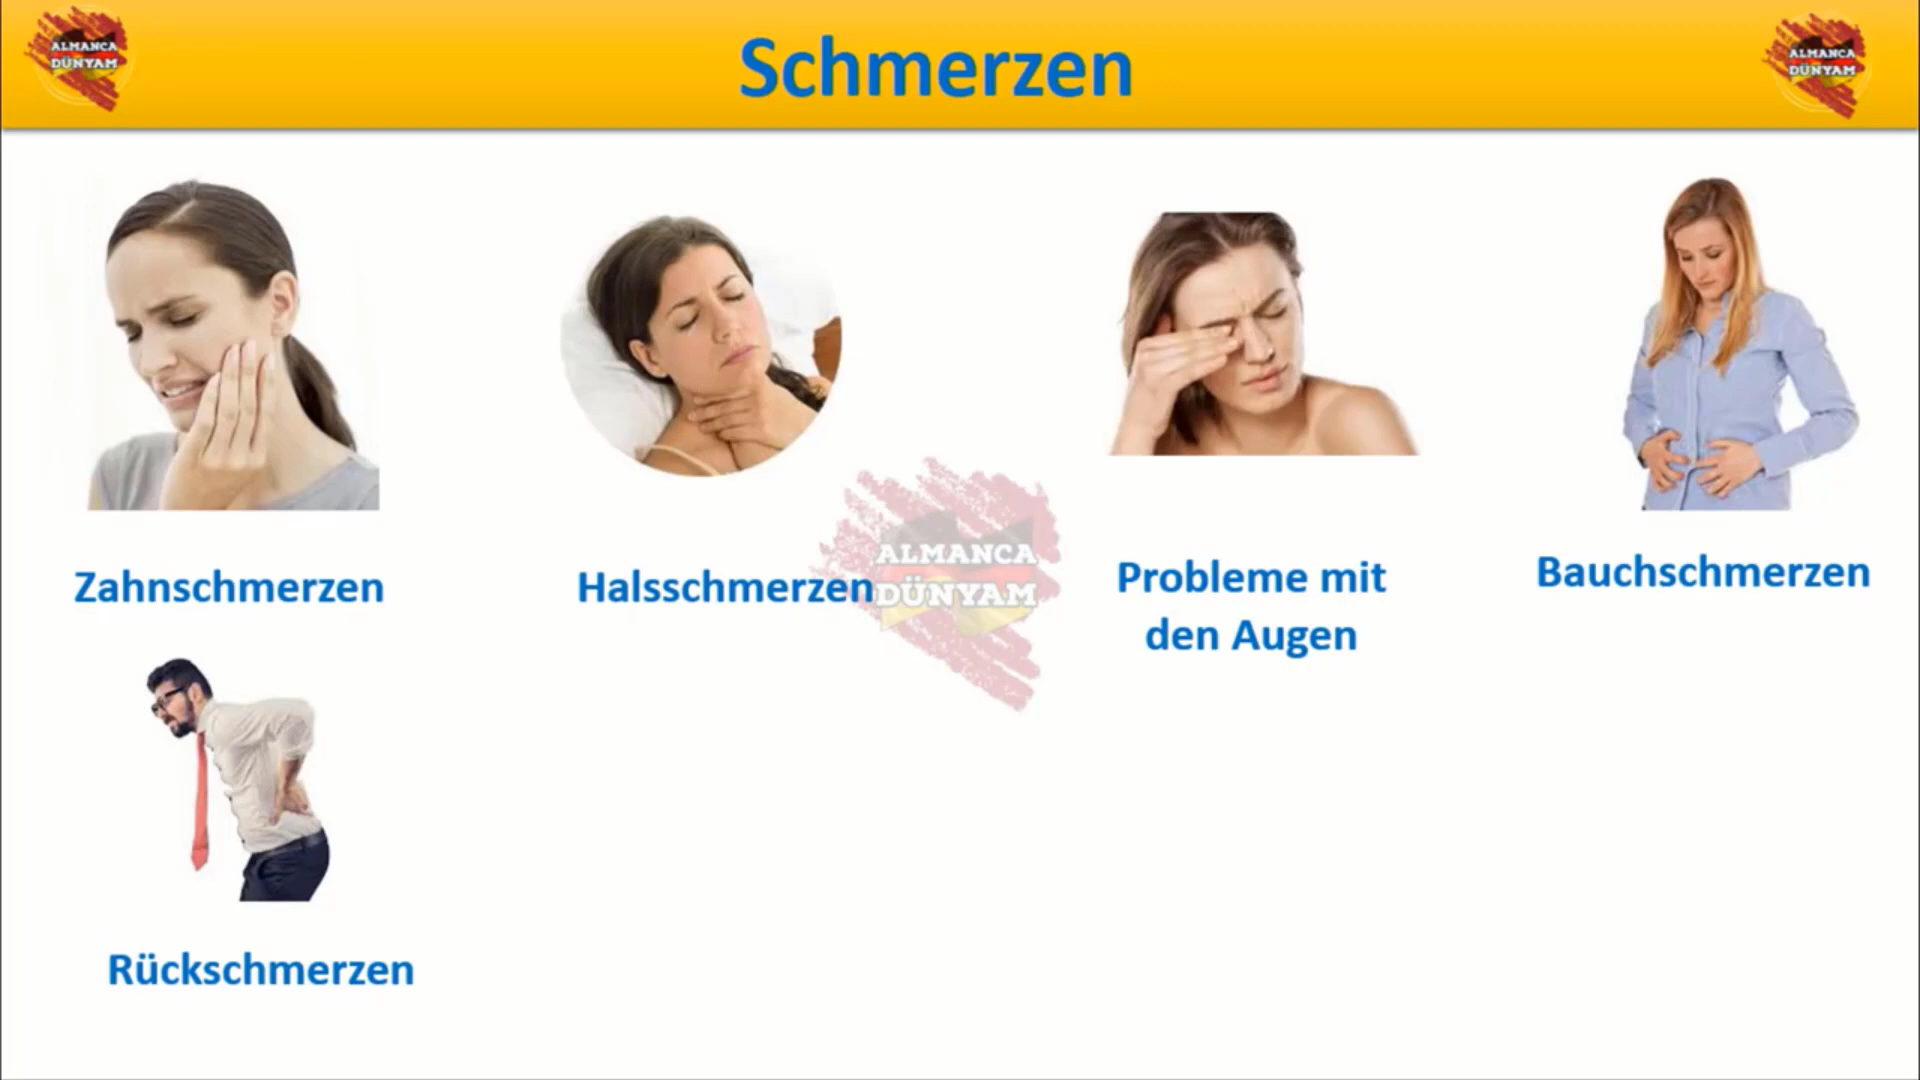 ALMANCA
DÜNYAM
Schmerzen
ALMANCA
DÜNYAM
Zahnschmerzen
Halsschmerzen
Probleme mit
den Augen
Bauchschmerzen
ALMANCA
DÜNYAM
Rückschmerzen